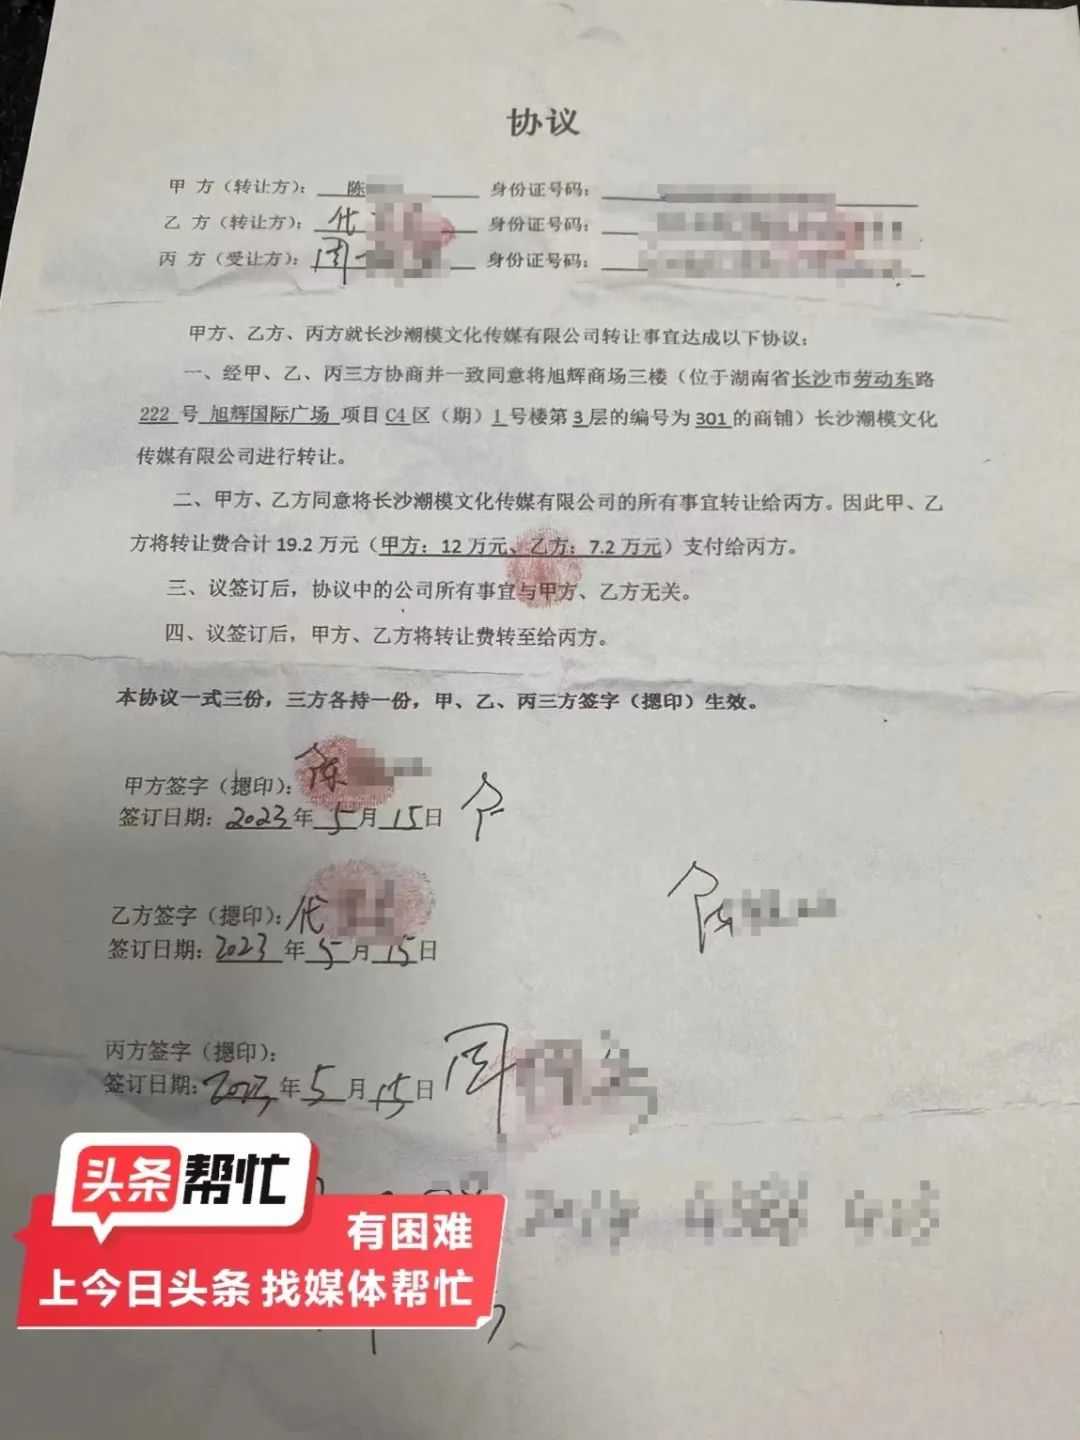 协议
甲 方（转让方）： 陈 身份证号码：
乙 方（转让方）： 代 身份证号码：
丙 方（受让方）： 周 身份证号码：
甲方、乙方、丙方就长沙潮模文化传媒有限公司转让事宜达成以下协议：
一、经甲、乙、丙三方协商并一致同意将旭辉商场三楼（位于湖南省长沙市劳动东路
222 号 旭辉国际广场 项目 C4 区（期）1 号楼第 3 层的编号为 301 的商铺）长沙潮模文化
传媒有限公司进行转让。
二、甲方、乙方同意将长沙潮模文化传媒有限公司的所有事宜转让给丙方。因此甲、乙
方将转让费合计 19.2 万元（甲方：12 万元、乙方：7.2 万元）支付给丙方。
三、议签订后，协议中的公司所有事宜与甲方、乙方无关。
四、议签订后，甲方、乙方将转让费转至给丙方。
本协议一式三份，三方各持一份，甲、乙、丙三方签字（摁印）生效。
甲方签字（摁印）： 陈
签订日期： 2023 年 5 月 15 日
陈
乙方签字（摁印）： 代
签订日期： 2023 年 5 月 15 日
丙方签字（摁印）：
签订日期： 2023 年 5 月 15 日 周
头条帮忙
有困难
上今日头条 找媒体帮忙